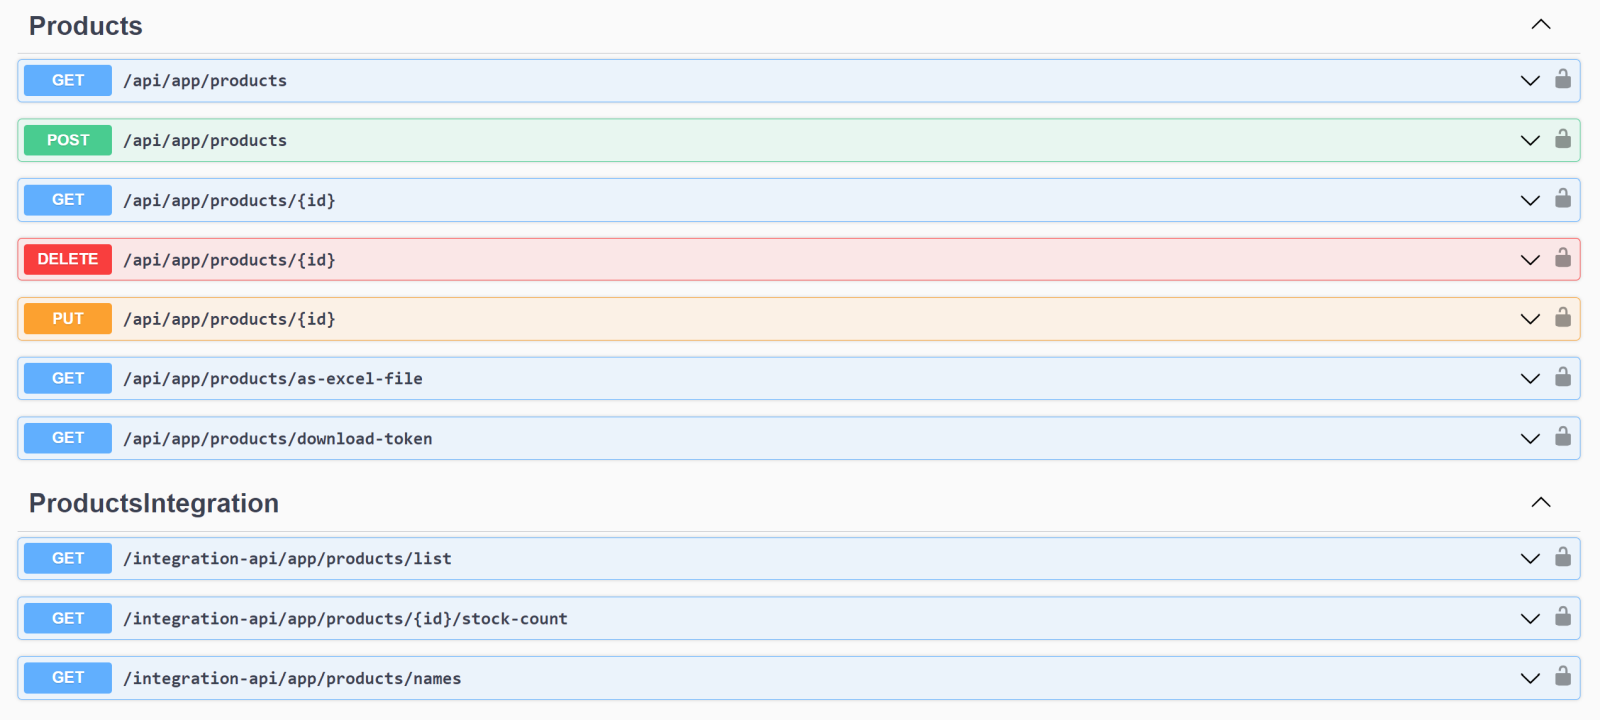 Products
GET /api/app/products
POST /api/app/products
GET /api/app/products/{id}
DELETE /api/app/products/{id}
PUT /api/app/products/{id}
GET /api/app/products/as-excel-file
GET /api/app/products/download-token
ProductsIntegration
GET /integration-api/app/products/list
GET /integration-api/app/products/{id}/stock-count
GET /integration-api/app/products/names